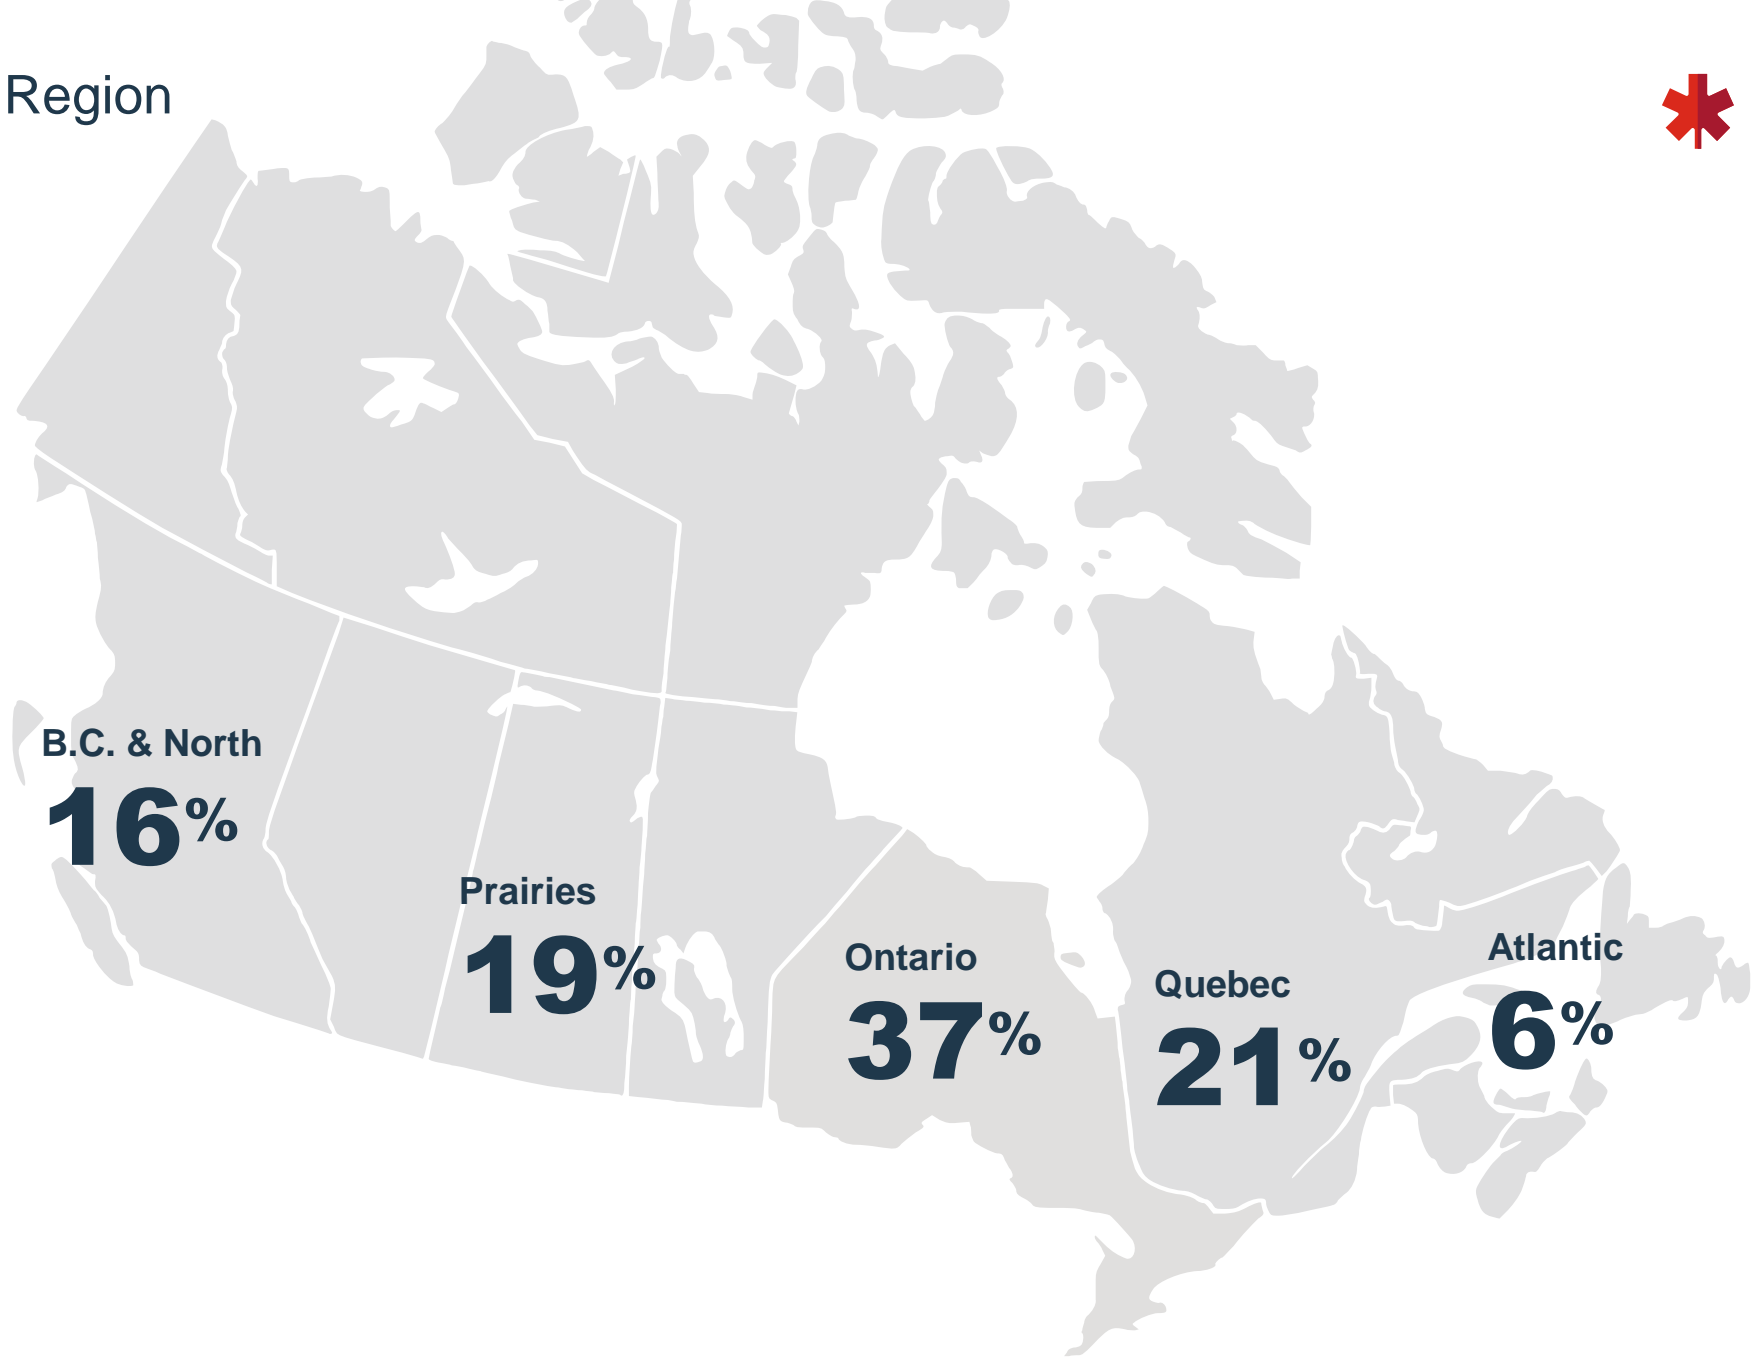 Region
B.C. & North
16%
Prairies
19%
Ontario
37%
Quebec
21%
Atlantic
6%